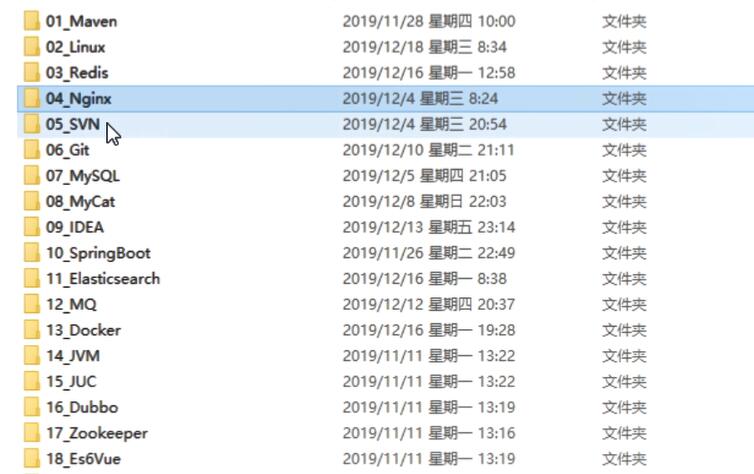 01_Maven 2019/11/28 星期四 10:00 文件夹
02_Linux 2019/12/18 星期三 8:34 文件夹
03_Redis 2019/12/16 星期一 12:58 文件夹
04_Nginx 2019/12/4 星期三 8:24 文件夹
05_SVN 2019/12/4 星期三 20:54 文件夹
06_Git 2019/12/10 星期二 21:11 文件夹
07_MySQL 2019/12/5 星期四 21:05 文件夹
08_MyCat 2019/12/8 星期日 22:03 文件夹
09_IDEA 2019/12/13 星期五 23:14 文件夹
10_SpringBoot 2019/11/26 星期二 22:49 文件夹
11_Elasticsearch 2019/12/16 星期一 8:38 文件夹
12_MQ 2019/12/12 星期四 20:37 文件夹
13_Docker 2019/12/16 星期一 19:28 文件夹
14_JVM 2019/11/11 星期一 13:22 文件夹
15_JUC 2019/11/11 星期一 13:22 文件夹
16_Dubbo 2019/11/11 星期一 13:19 文件夹
17_Zookeeper 2019/11/11 星期一 13:16 文件夹
18_Es6Vue 2019/11/11 星期一 13:19 文件夹